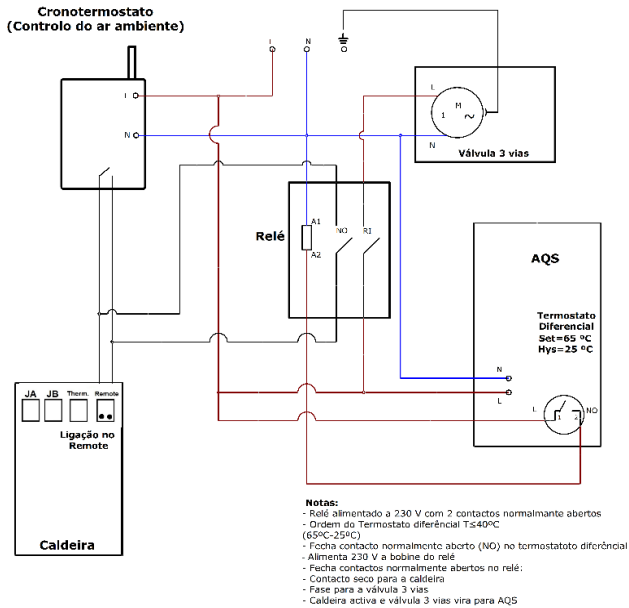 Cronotermostato
(Controlo do ar ambiente)
I
N
I
N
L
M
1
N
Válvula 3 vias
Relé
A1
A2
NO
RI
AQS
Termostato
Diferencial
Set=65 ºC
Hys=25 ºC
N
L
L
NO
1
2
JA
JB
Therm.
Remote
Ligação no
Remote
Caldeira
Notas:
- Relé alimentado a 230 V com 2 contactos normalmante abertos
- Ordem do Termostato diferêncial T≤40ºC
(65ºC-25ºC)
- Fecha contacto normalmente aberto (NO) no termostatoto diferêncial
- Alimenta 230 V a bobine do relé
- Fecha contactos normalmente abertos no relé:
- Contacto seco para a caldeira
- Fase para a válvula 3 vias
- Caldeira activa e válvula 3 vias vira para AQS